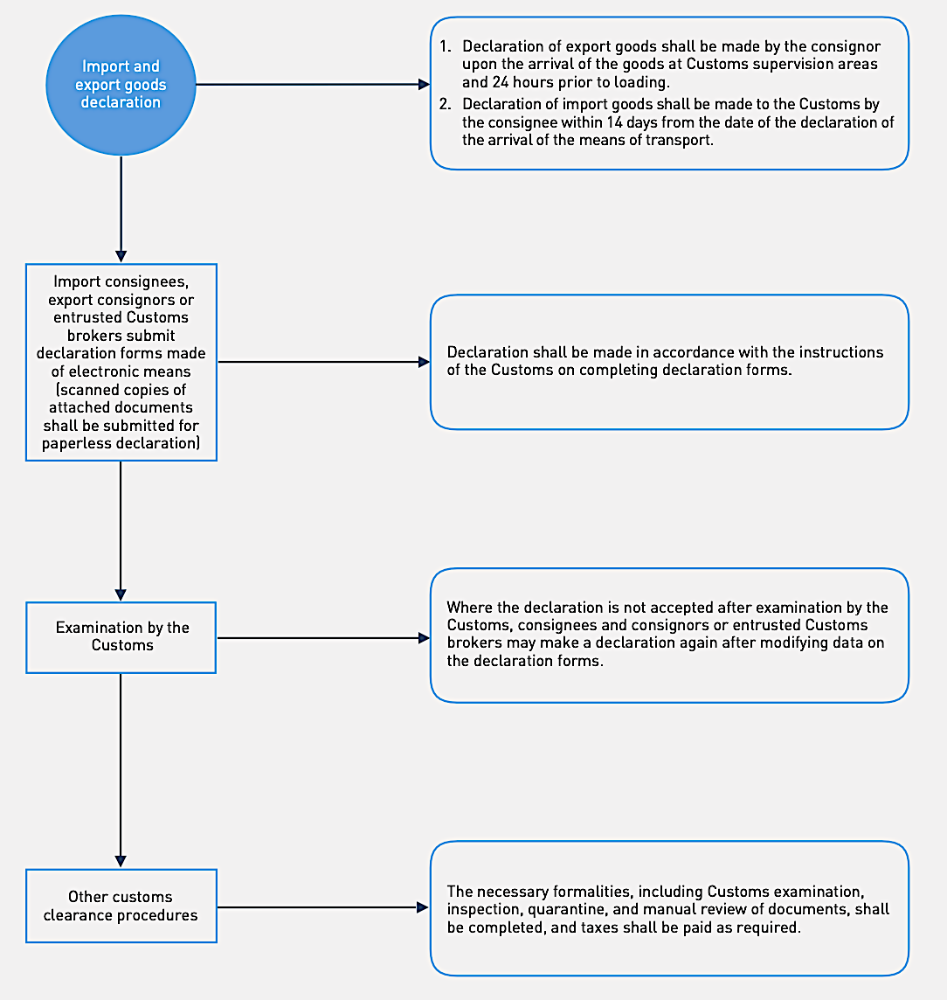 Import and
export goods
declaration
1. Declaration of export goods shall be made by the consignor
upon the arrival of the goods at Customs supervision areas
and 24 hours prior to loading.
2. Declaration of import goods shall be made to the Customs by
the consignee within 14 days from the date of the declaration of
the arrival of the means of transport.
Import consignees,
export consignors or
entrusted Customs
brokers submit
declaration forms made
of electronic means
(scanned copies of
attached documents
shall be submitted for
paperless declaration)
Declaration shall be made in accordance with the instructions
of the Customs on completing declaration forms.
Examination by the
Customs
Where the declaration is not accepted after examination by the
Customs, consignees and consignors or entrusted Customs
brokers may make a declaration again after modifying data on
the declaration forms.
Other customs
clearance procedures
The necessary formalities, including Customs examination,
inspection, quarantine, and manual review of documents, shall
be completed, and taxes shall be paid as required.